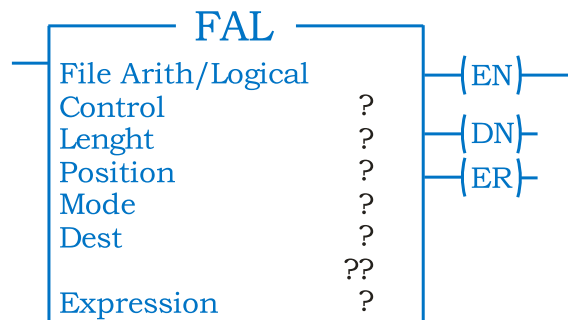 FAL
File Arith/Logical (EN)
Control ?
Lenght ? (DN)
Position ? (ER)
Mode ?
Dest ?
??
Expression ?